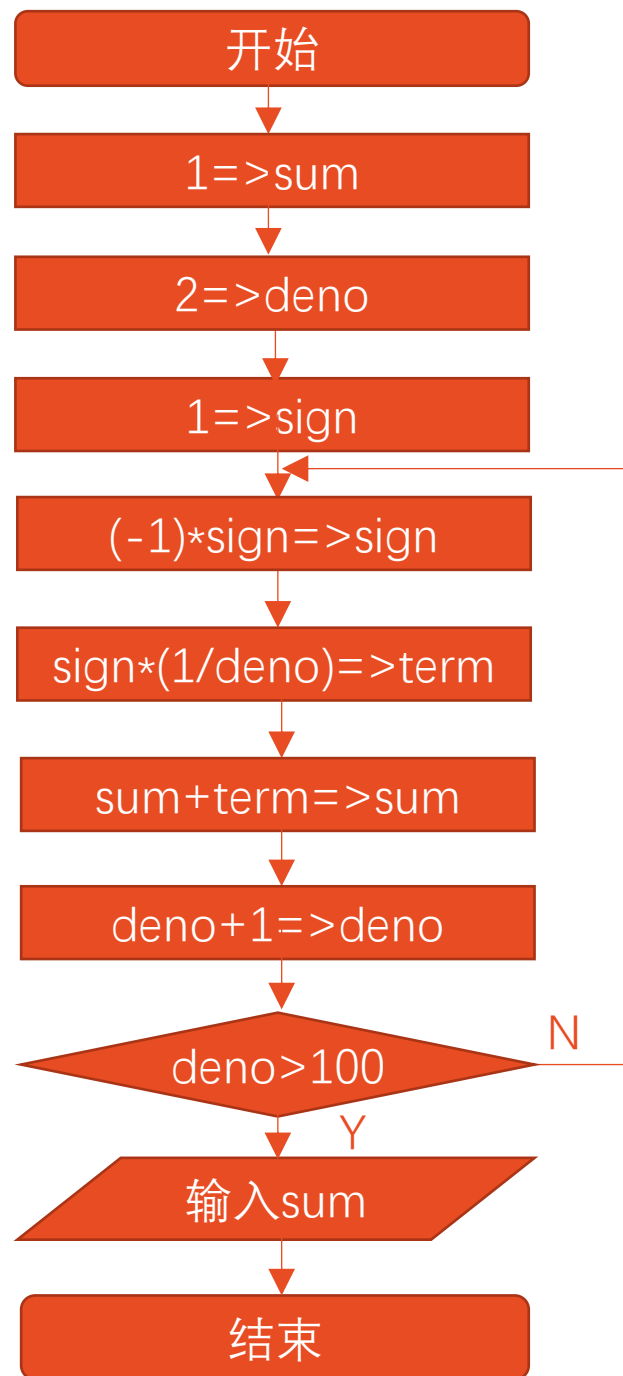 开始
1=>sum
2=>deno
1=>sign
(-1)*sign=>sign
sign*(1/deno)=>term
sum+term=>sum
deno+1=>deno
deno>100
N
Y
输入sum
结束